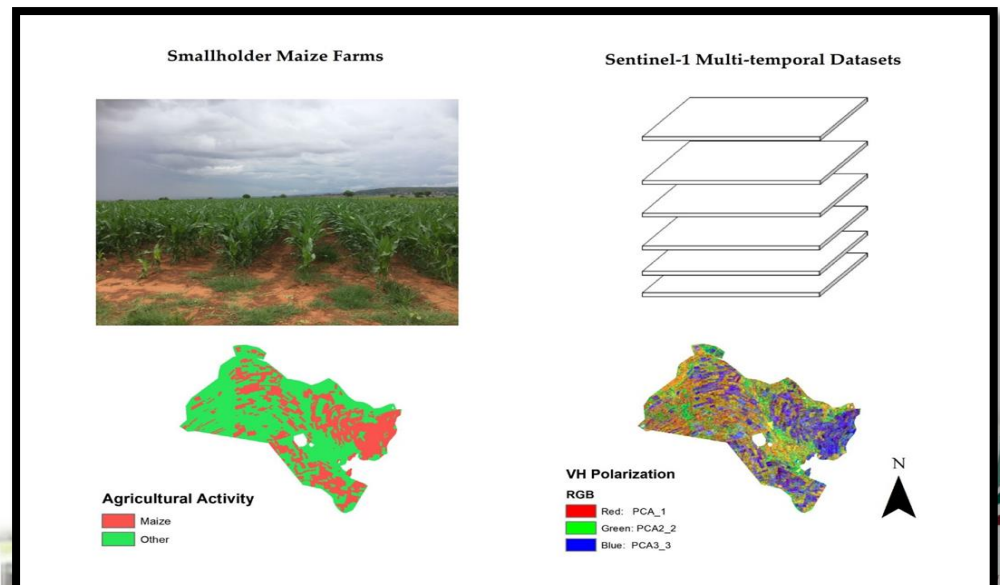 Smallholder Maize Farms
Sentinel-1 Multi-temporal Datasets
Agricultural Activity
Maize
Other
VH Polarization
RGB
Red: PCA_1
Green: PCA2_2
Blue: PCA3_3
N